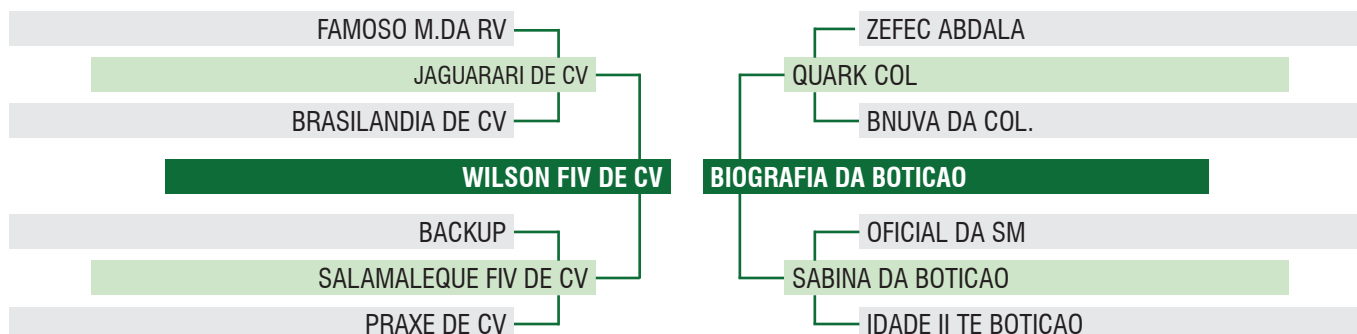 FAMOSO M.DA RV
ZEFEC ABDALA
JAGUARARI DE CV
QUARK COL
BRASILANDIA DE CV
BNUVA DA COL.
WILSON FIV DE CV
BIOGRAFIA DA BOTICAO
BACKUP
OFICIAL DA SM
SALAMALEQUE FIV DE CV
SABINA DA BOTICAO
PRAXE DE CV
IDADE II TE BOTICAO